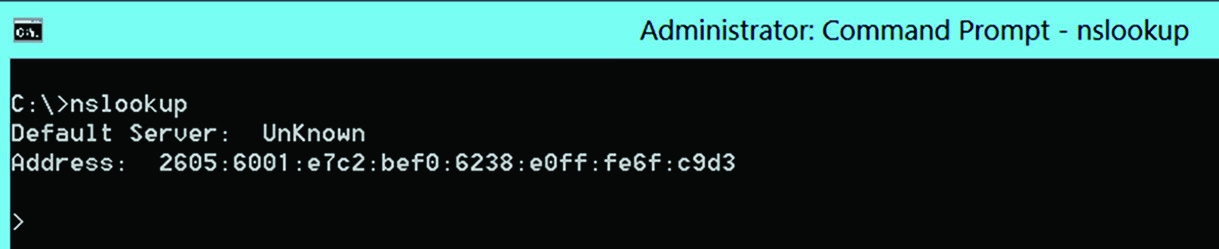 Administrator: Command Prompt - nslookup
C:\>nslookup
Default Server:  UnKnown
Address:  2605:6001:e7c2:bef0:6238:e0ff:fe6f:c9d3
>